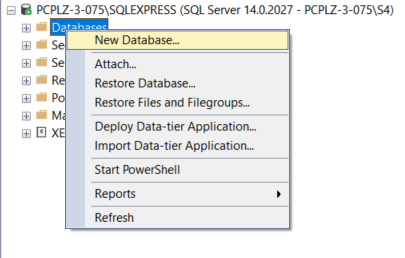 PCPLZ-3-075\SQLEXPRESS (SQL Server 14.0.2027 - PCPLZ-3-075\S4)
Databases
New Database...
Se
Attach...
Se
Restore Database...
Re
Restore Files and Filegroups...
Po
Ma
Deploy Data-tier Application...
XE
Import Data-tier Application...
Start PowerShell
Reports
Refresh